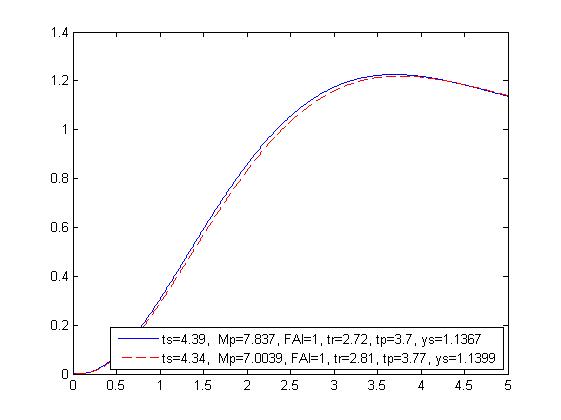 1.4
1.2
1
0.8
0.6
0.4
0.2
0
ts=4.39, Mp=7.837, FAI=1, tr=2.72, tp=3.7, ys=1.1367
ts=4.34, Mp=7.0039, FAI=1, tr=2.81, tp=3.77, ys=1.1399
0 0.5 1 1.5 2 2.5 3 3.5 4 4.5 5